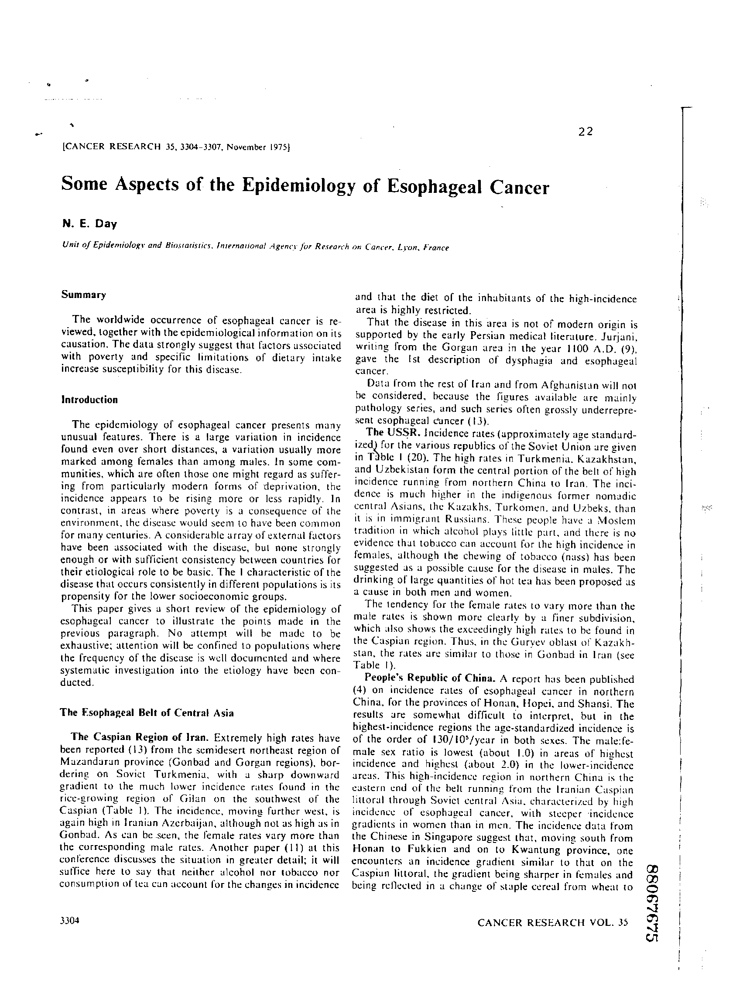 22
[CANCER RESEARCH 35, 3304-3307, November 1975]
Some Aspects of the Epidemiology of Esophageal Cancer
N. E. Day
Unit of Epidemiology and Biostatistics, International Agency for Research on Cancer, Lyon, France
Summary
The worldwide occurrence of esophageal cancer is re-
viewed, together with the epidemiological information on its
causation. The data strongly suggest that factors associated
with poverty and specific limitations of dietary intake
increase susceptibility for this disease.
Introduction
The epidemiology of esophageal cancer presents many
unusual features. There is a large variation in incidence
found even over short distances, a variation usually more
marked among females than among males. In some com-
munities, which are often those one might regard as suffer-
ing from particularly modern forms of deprivation, the
incidence appears to be rising more or less rapidly. In
contrast, in areas where poverty is a consequence of the
environment, the disease would seem to have been common
for many centuries. A considerable array of external factors
have been associated with the disease, but none strongly
enough or with sufficient consistency between countries for
their etiological role to be basic. The 1 characteristic of the
disease that occurs consistently in different populations is its
propensity for the lower socioeconomic groups.
This paper gives a short review of the epidemiology of
esophageal cancer to illustrate the points made in the
previous paragraph. No attempt will be made to be
exhaustive; attention will be confined to populations where
the frequency of the disease is well documented and where
systematic investigation into the etiology have been con-
ducted.
The Esophageal Belt of Central Asia
The Caspian Region of Iran. Extremely high rates have
been reported (13) from the semidesert northeast region of
Mazandaran province (Gonbad and Gorgan regions), bor-
dering on Soviet Turkmenia, with a sharp downward
gradient to the much lower incidence rates found in the
rice-growing region of Gilan on the southwest of the
Caspian (Table 1). The incidence, moving further west, is
again high in Iranian Azerbaijan, although not as high as in
Gonbad. As can be seen, the female rates vary more than
the corresponding male rates. Another paper (11) at this
conference discusses the situation in greater detail; it will
suffice here to say that neither alcohol nor tobacco nor
consumption of tea can account for the changes in incidence
and that the diet of the inhabitants of the high-incidence
area is highly restricted.
That the disease in this area is not of modern origin is
supported by the early Persian medical literature. Jurjani,
writing from the Gorgan area in the year 1100 A.D. (9),
gave the 1st description of dysphagia and esophageal
cancer.
Data from the rest of Iran and from Afghanistan will not
be considered, because the figures available are mainly
pathology series, and such series often grossly underrepre-
sent esophageal cancer (13).
The USSR. Incidence rates (approximately age standard-
ized) for the various republics of the Soviet Union are given
in Table 1 (20). The high rates in Turkmenia, Kazakhstan,
and Uzbekistan form the central portion of the belt of high
incidence running from northern China to Iran. The inci-
dence is much higher in the indigenous former nomadic
central Asians, the Kazakhs, Turkomen, and Uzbeks, than
it is in immigrant Russians. These people have a Moslem
tradition in which alcohol plays little part, and there is no
evidence that tobacco can account for the high incidence in
females, although the chewing of tobacco (nass) has been
suggested as a possible cause for the disease in males. The
drinking of large quantities of hot tea has been proposed as
a cause in both men and women.
The tendency for the female rates to vary more than the
male rates is shown more clearly by a finer subdivision,
which also shows the exceedingly high rates to be found in
the Caspian region. Thus, in the Guryev oblast of Kazakh-
stan, the rates are similar to those in Gonbad in Iran (see
Table 1).
People's Republic of China. A report has been published
(4) on incidence rates of esophageal cancer in northern
China, for the provinces of Honan, Hopei, and Shansi. The
results are somewhat difficult to interpret, but in the
highest-incidence regions the age-standardized incidence is
of the order of 130/10⁵/year in both sexes. The male:fe-
male sex ratio is lowest (about 1.0) in areas of highest
incidence and highest (about 2.0) in the lower-incidence
areas. This high-incidence region in northern China is the
eastern end of the belt running from the Iranian Caspian
littoral through Soviet central Asia, characterized by high
incidence of esophageal cancer, with steeper incidence
gradients in women than in men. The incidence data from
the Chinese in Singapore suggest that, moving south from
Honan to Fukkien and on to Kwantung province, one
encounters an incidence gradient similar to that on the
Caspian littoral, the gradient being sharper in females and
being reflected in a change of staple cereal from wheat to
3304
CANCER RESEARCH VOL. 35
88067675